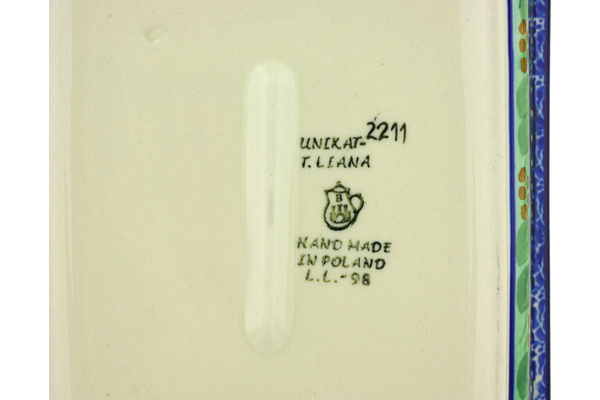 UNIKAT-2211
T. LIANA
B
HAND MADE
IN POLAND
L.L.-98